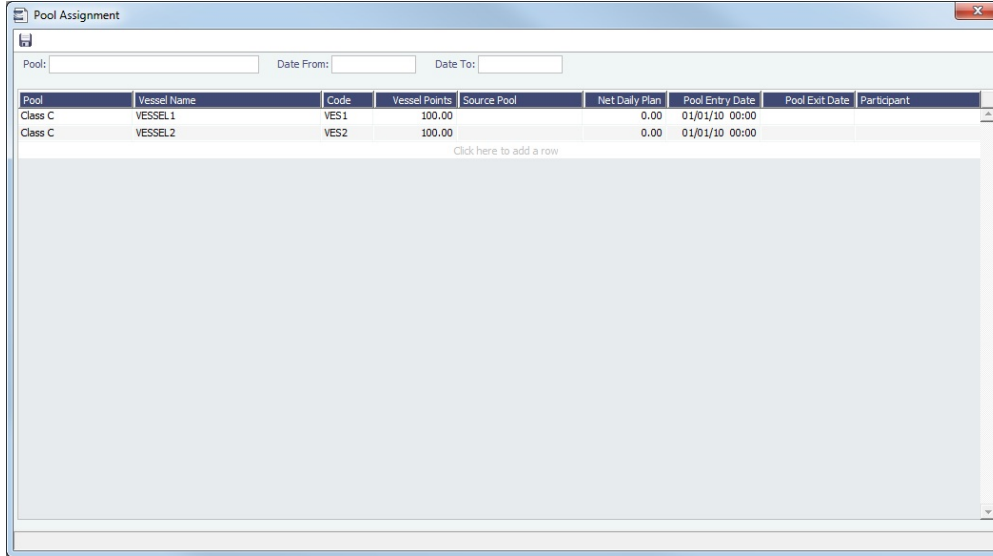 Pool Assignment
Pool: Date From: Date To:
Pool Vessel Name Code Vessel Points Source Pool Net Daily Plan Pool Entry Date Pool Exit Date Participant
Class C VESSEL1 VES1 100.00 0.00 01/01/10 00:00
Class C VESSEL2 VES2 100.00 0.00 01/01/10 00:00
Click here to add a row